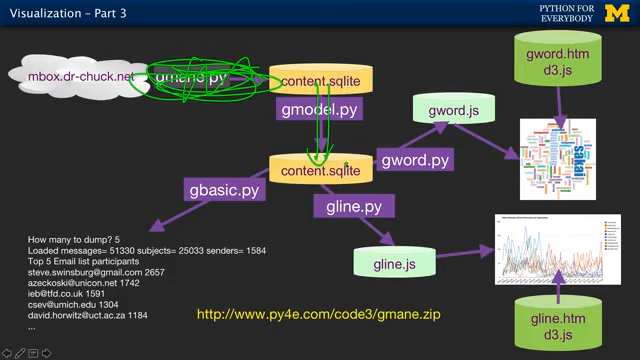 Visualization - Part 3
PYTHON FOR
EVERYBODY
mbox.dr-chuck.net
gmane.py
content.sqlite
gword.htm
d3.js
gmodel.py
gword.js
sakai
content.sqlite
gword.py
gbasic.py
gline.py
gline.js
How many to dump? 5
Loaded messages= 51330 subjects= 25033 senders= 1584
Top 5 Email list participants
steve.swinsburg@gmail.com 2657
azeckoski@unicon.net 1742
ieb@tfd.co.uk 1591
csev@umich.edu 1304
david.horwitz@uct.ac.za 1184
...
http://www.py4e.com/code3/gmane.zip
gline.htm
d3.js